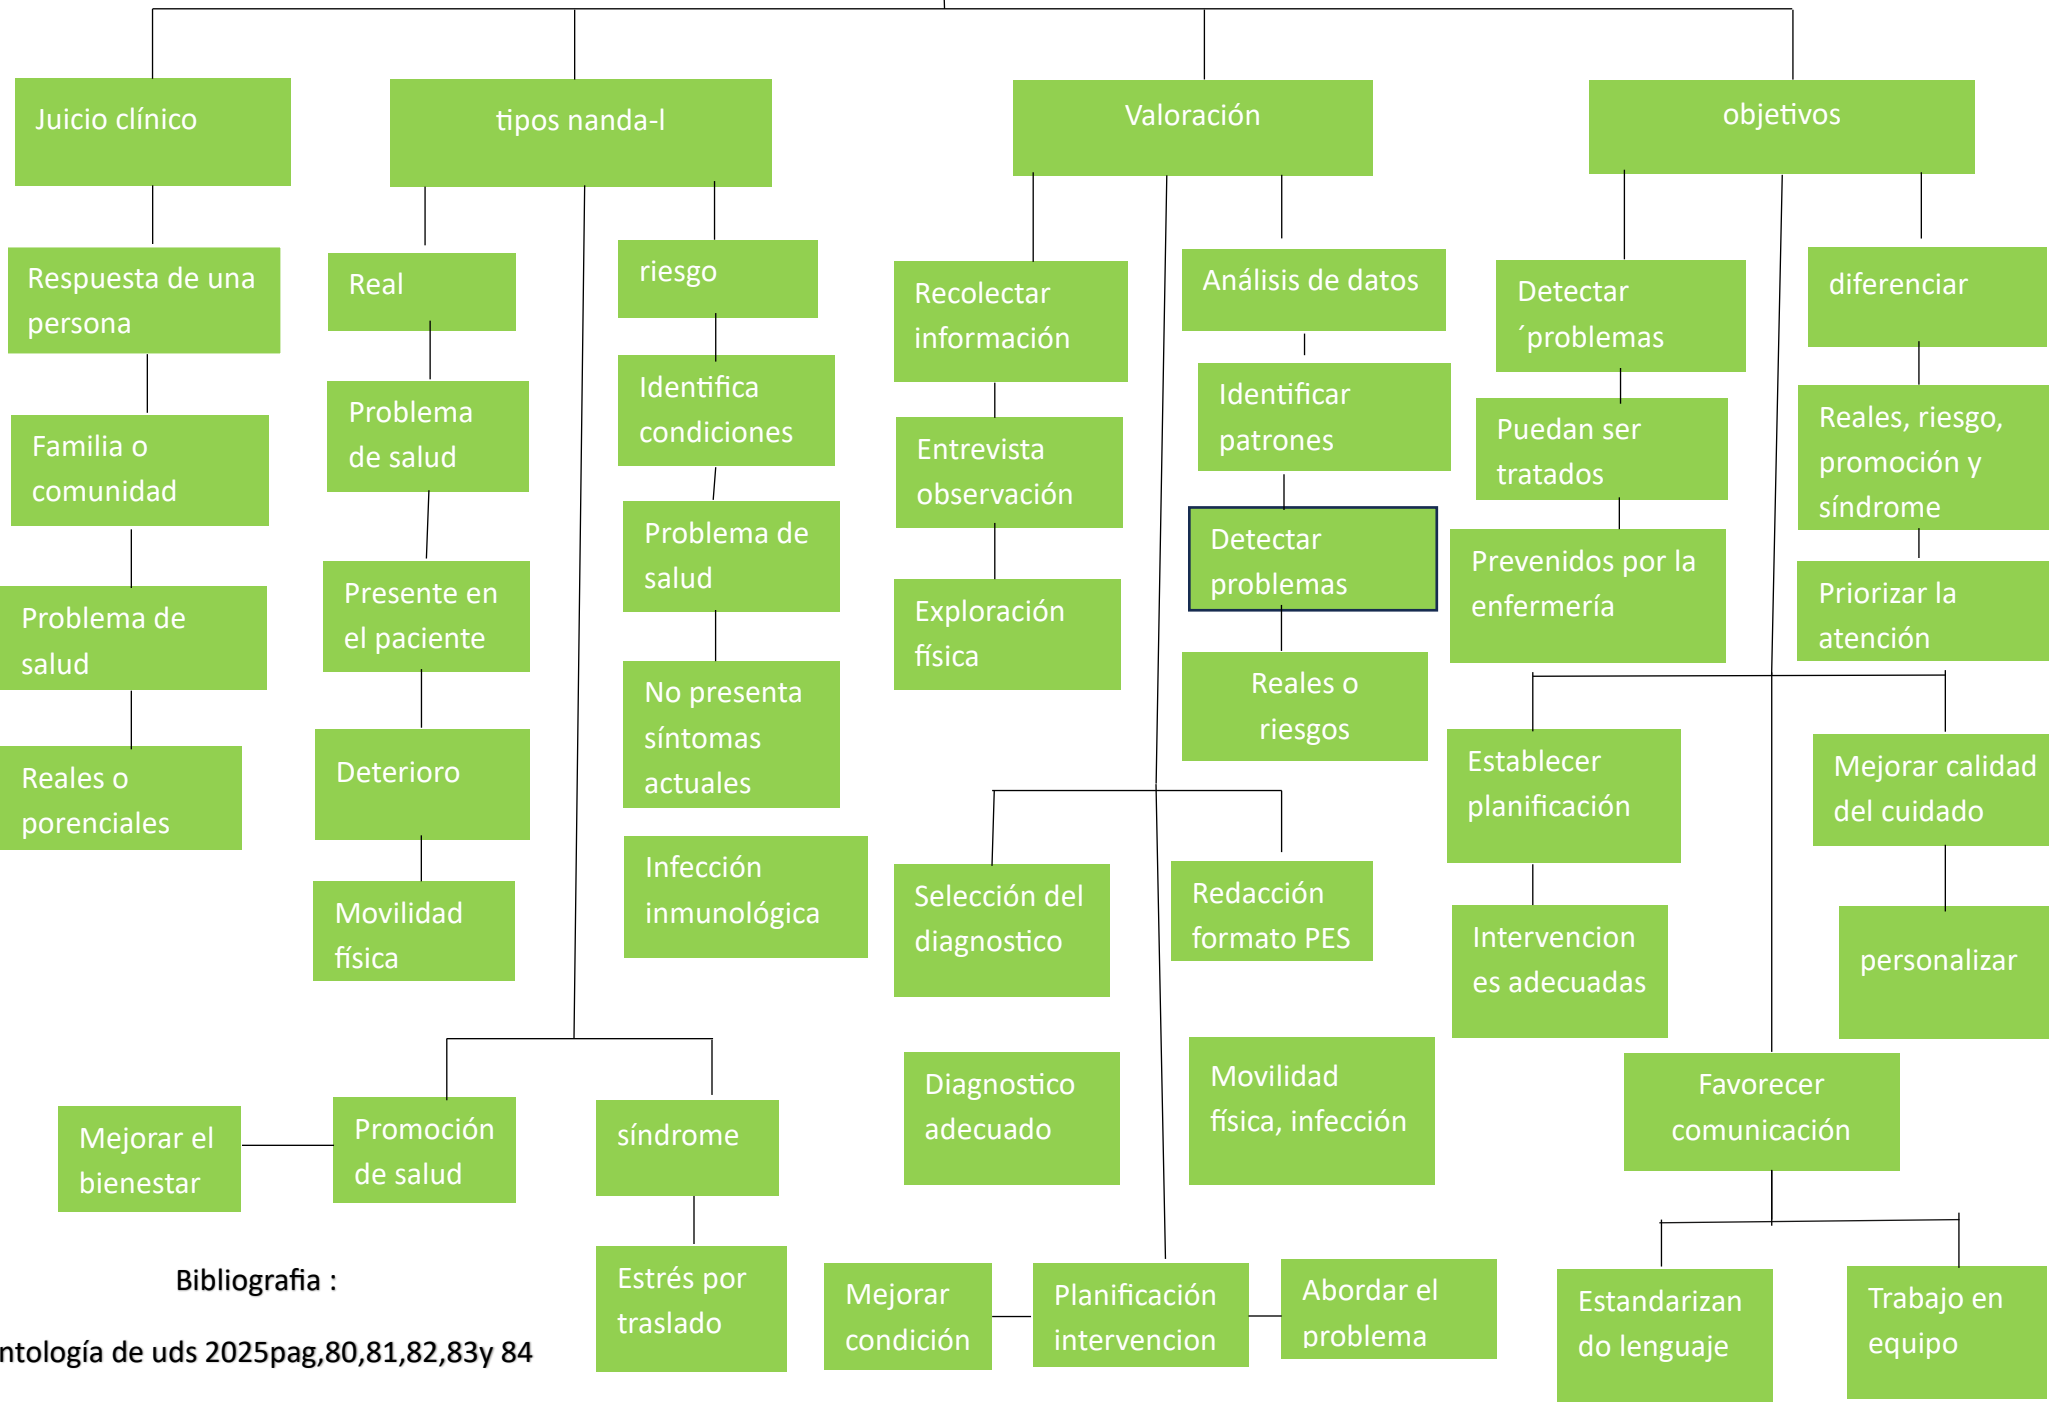 Juicio clínico
tipos nanda-l
Valoración
objetivos
Respuesta de una
persona
Familia o
comunidad
Problema de
salud
Reales o
porenciales
Real
Problema
de salud
Presente en
el paciente
Deterioro
Movilidad
física
riesgo
Identifica
condiciones
Problema de
salud
No presenta
síntomas
actuales
Infección
inmunológica
Promoción
de salud
Mejorar el
bienestar
síndrome
Estrés por
traslado
Recolectar
información
Entrevista
observación
Exploración
física
Análisis de datos
Identificar
patrones
Detectar
problemas
Reales o
riesgos
Selección del
diagnostico
Diagnostico
adecuado
Redacción
formato PES
Movilidad
física, infección
Mejorar
condición
Planificación
intervencion
Abordar el
problema
Detectar
´problemas
Puedan ser
tratados
Prevenidos por la
enfermería
diferenciar
Reales, riesgo,
promoción y
síndrome
Priorizar la
atención
Establecer
planificación
Intervencion
es adecuadas
Mejorar calidad
del cuidado
personalizar
Favorecer
comunicación
Estandarizan
do lenguaje
Trabajo en
equipo
Bibliografia :
ntología de uds 2025pag,80,81,82,83y 84